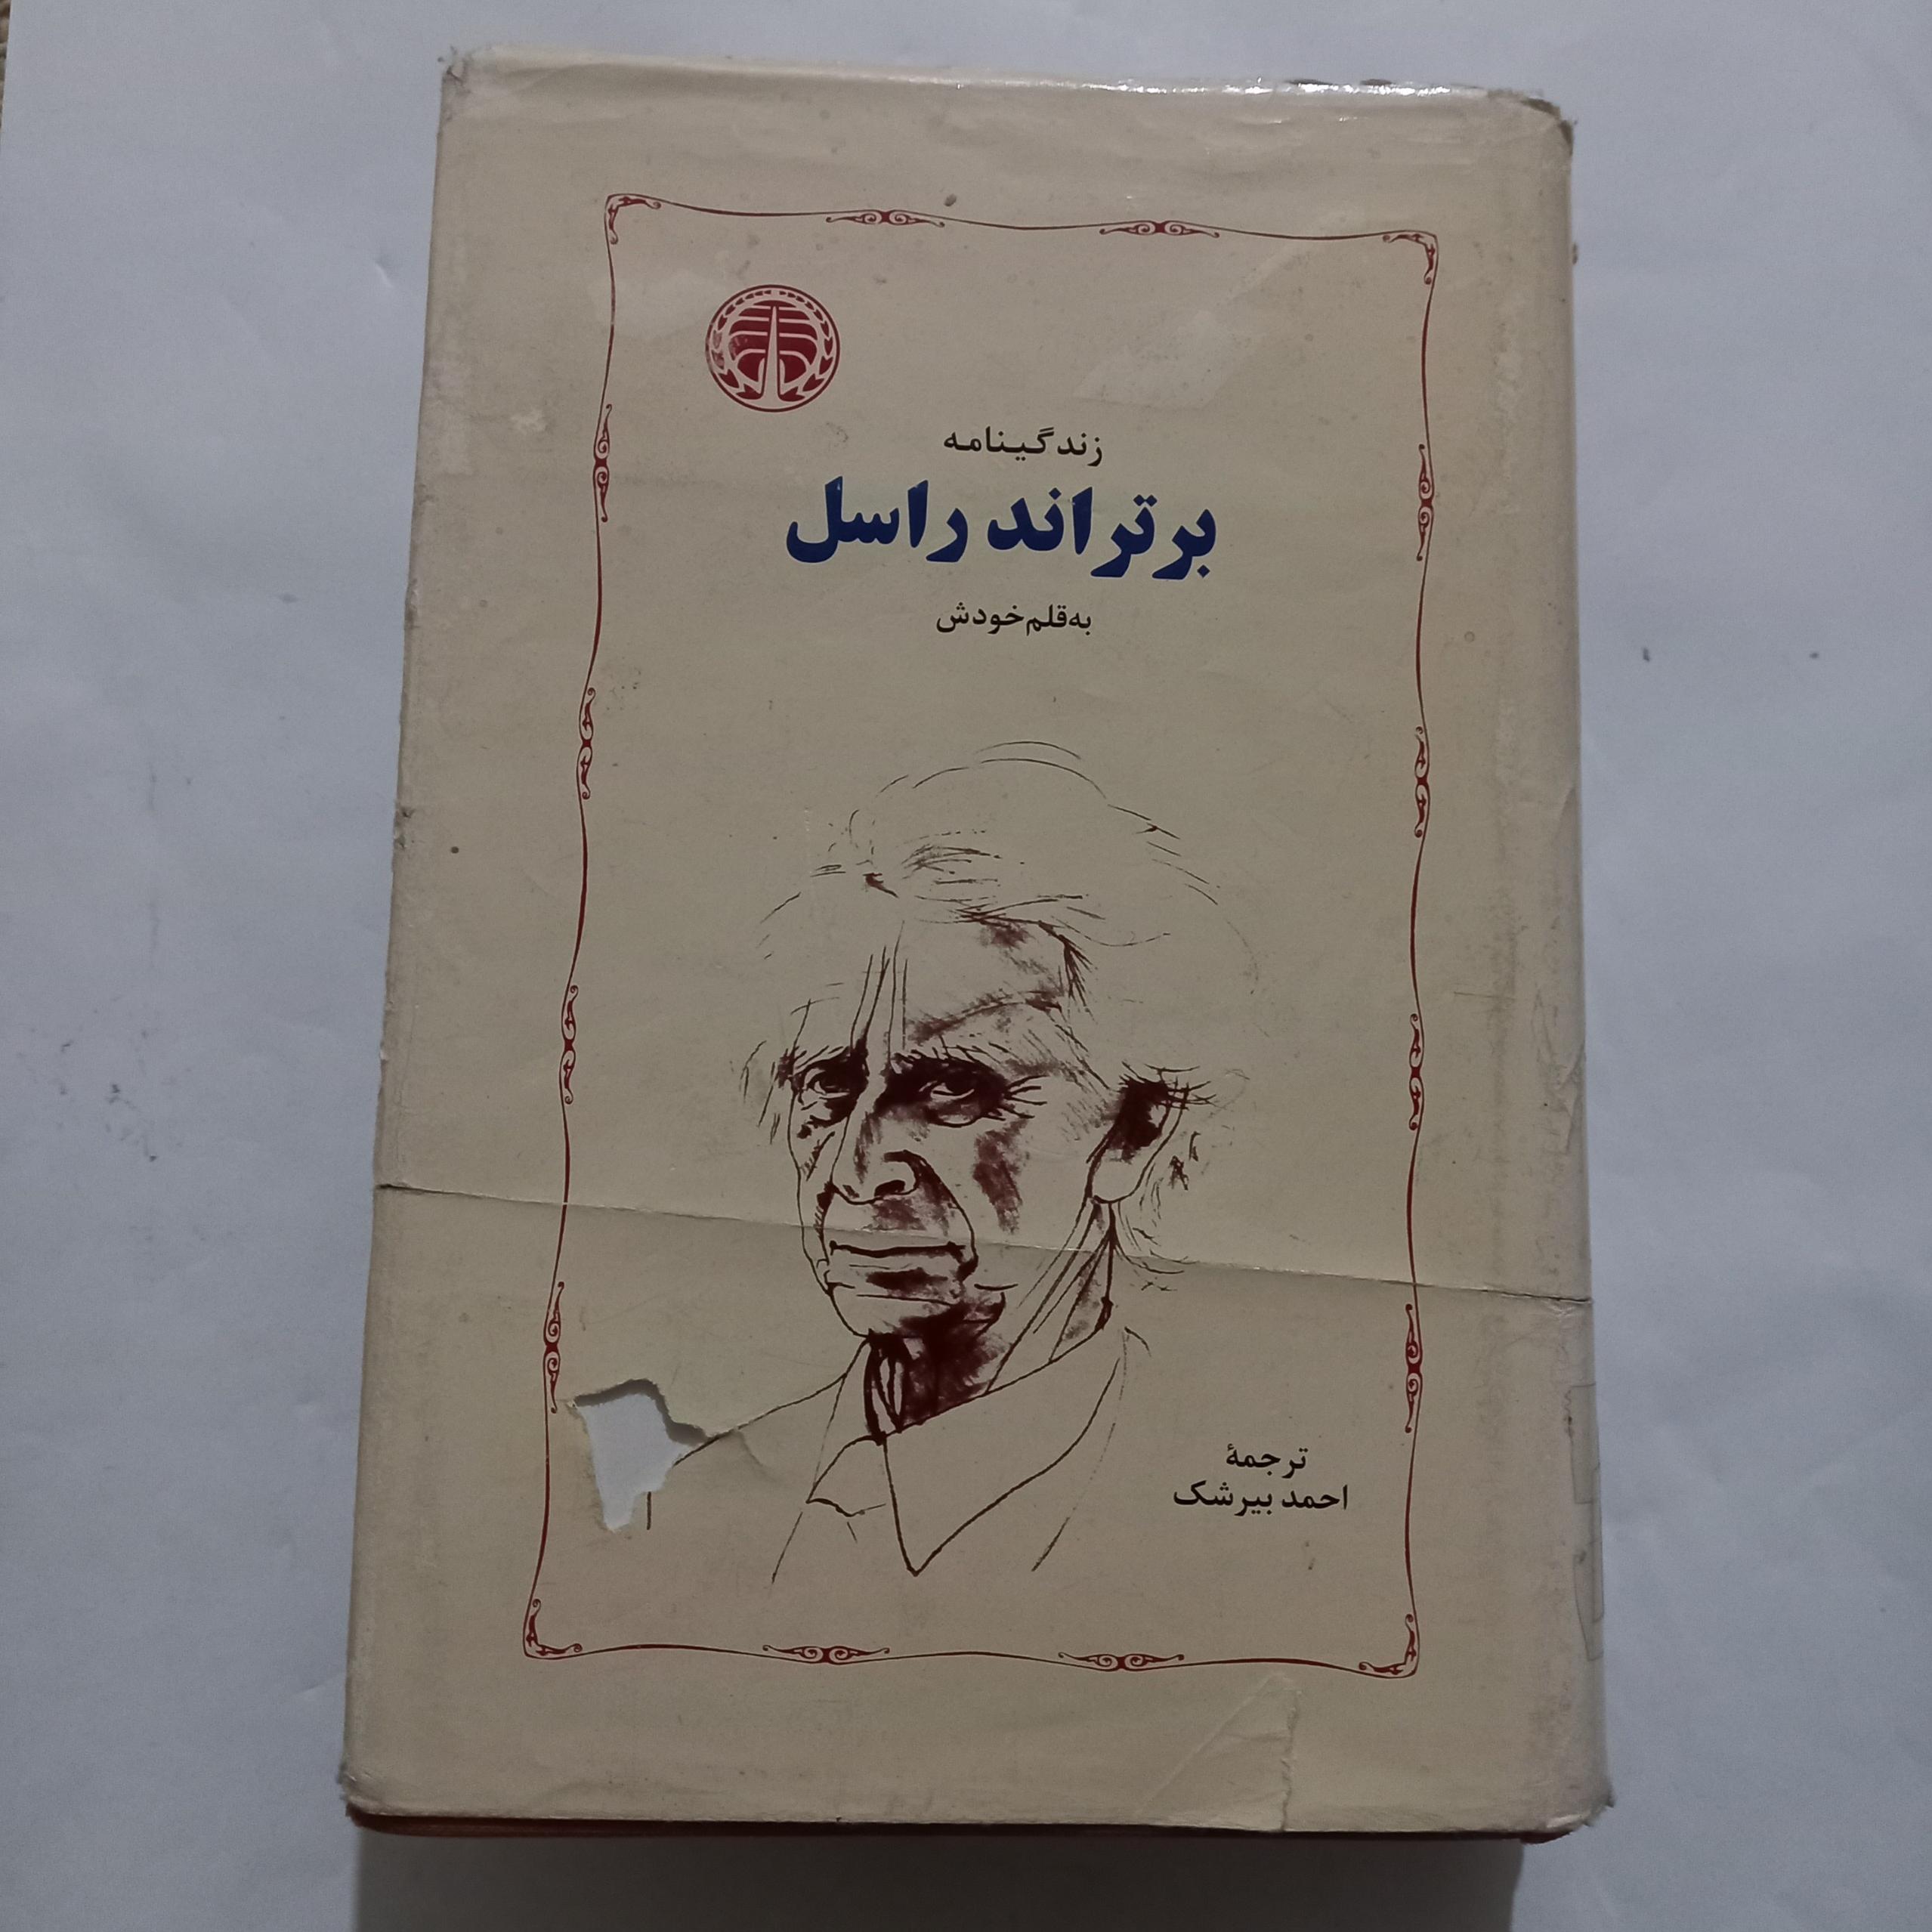 زندگینامه
برتراند راسل
به‌قلم‌خودش
ترجمهٔ
احمد بیرشک